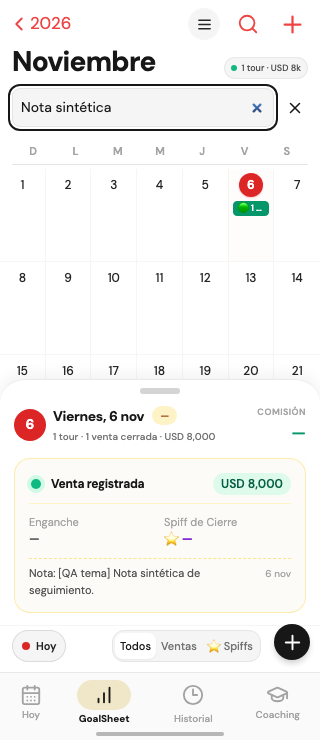 2026
Noviembre
1 tour · USD 8k
Nota sintética
D L M M J V S
1 2 3 4 5 6 7
1 ...
8 9 10 11 12 13 14
15 16 17 18 19 20 21
6
Viernes, 6 nov —
COMISIÓN
1 tour · 1 venta cerrada · USD 8,000
—
Venta registrada USD 8,000
Enganche Spiff de Cierre
— ⭐ —
Nota: [QA tema] Nota sintética de
seguimiento.
6 nov
Hoy Todos Ventas ⭐ Spiffs
Hoy GoalSheet Historial Coaching